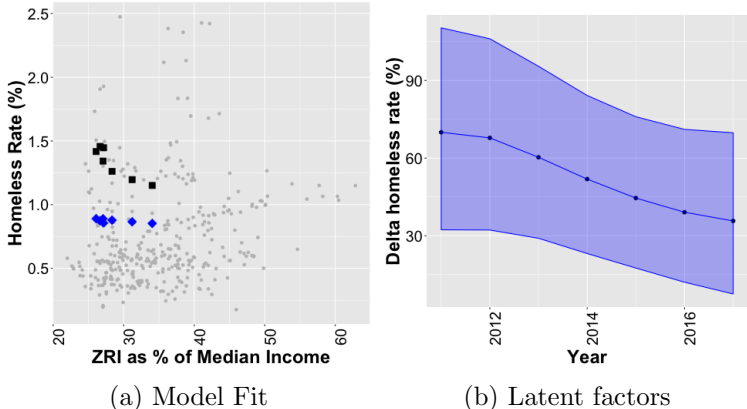 2.5
2.0
1.5
1.0
0.5
Homeless Rate (%)
20
30
40
50
60
ZRI as % of Median Income
(a) Model Fit
90
60
30
Delta homeless rate (%)
2012
2014
2016
Year
(b) Latent factors